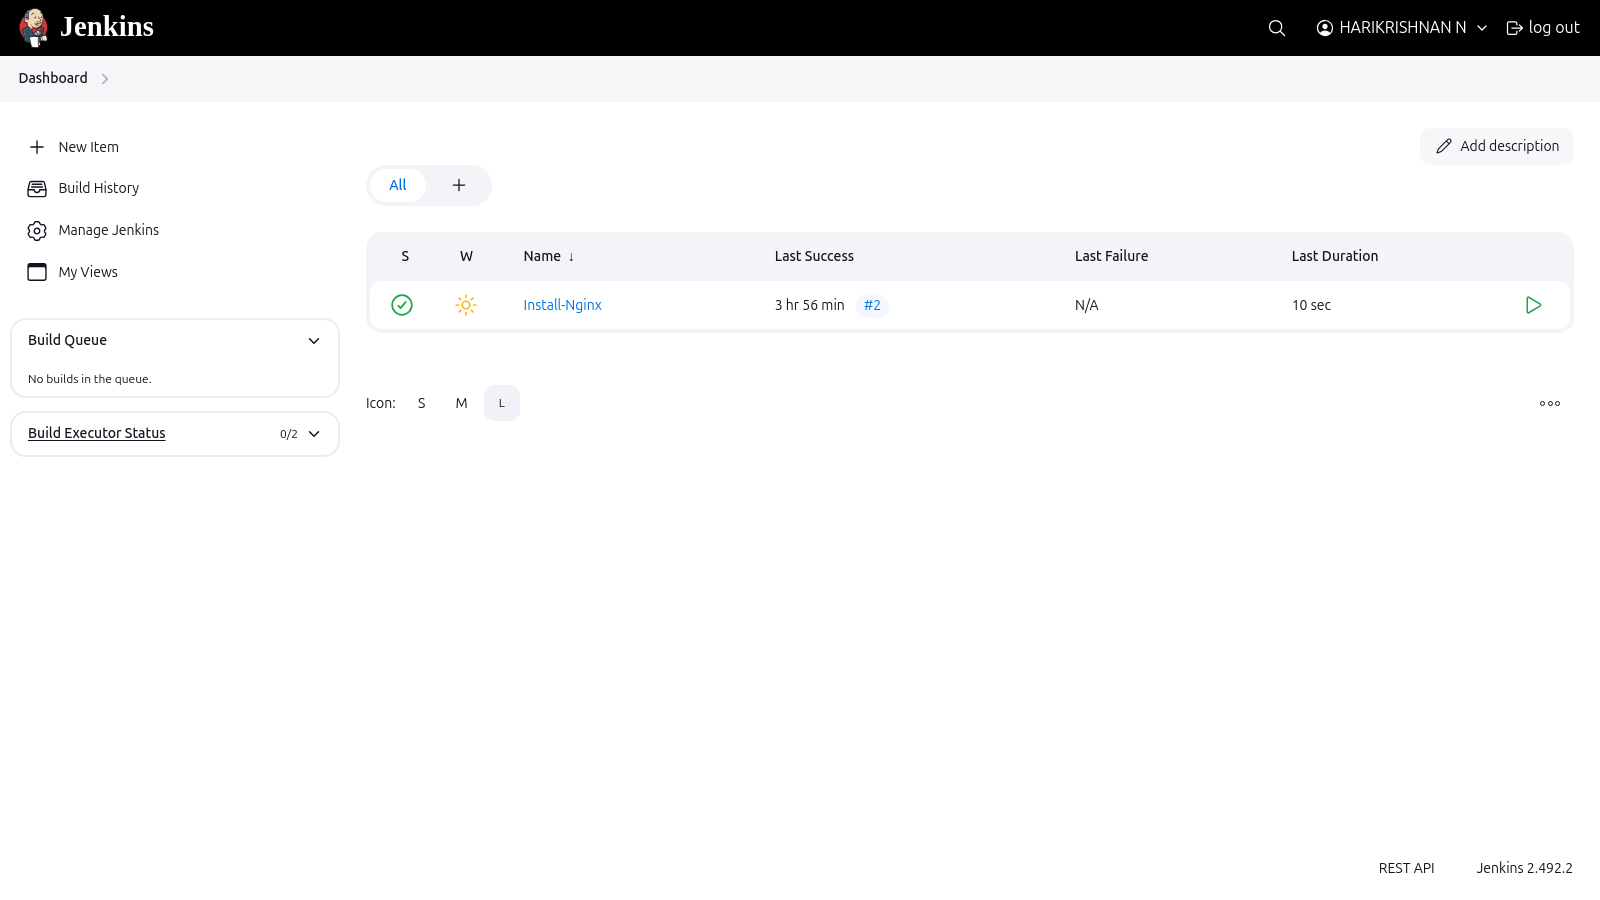 Jenkins
HARIKRISHNAN N
log out
Dashboard
New Item
Build History
Manage Jenkins
My Views
Build Queue
No builds in the queue.
Build Executor Status 0/2
Add description
All
S W Name ↓ Last Success Last Failure Last Duration
Install-Nginx 3 hr 56 min #2 N/A 10 sec
Icon: S M L
REST API Jenkins 2.492.2